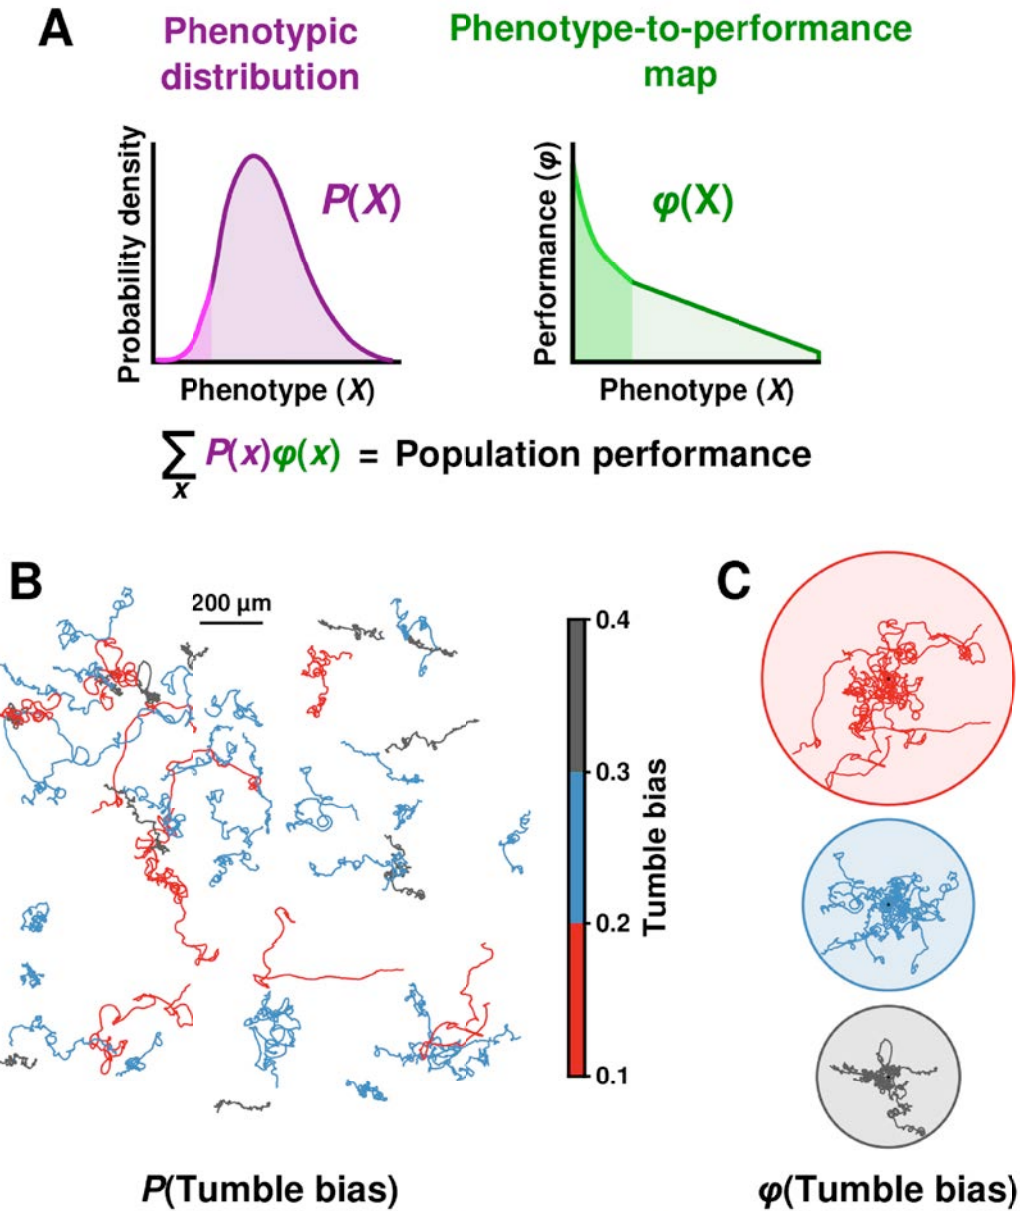 A
Phenotypic
distribution
Phenotype-to-performance
map
Probability density
P(X)
Phenotype (X)
Performance (φ)
φ(X)
Phenotype (X)
∑ P(x)φ(x) = Population performance
x
B
200 µm
0.4
0.3
0.2
0.1
Tumble bias
P(Tumble bias)
C
φ(Tumble bias)